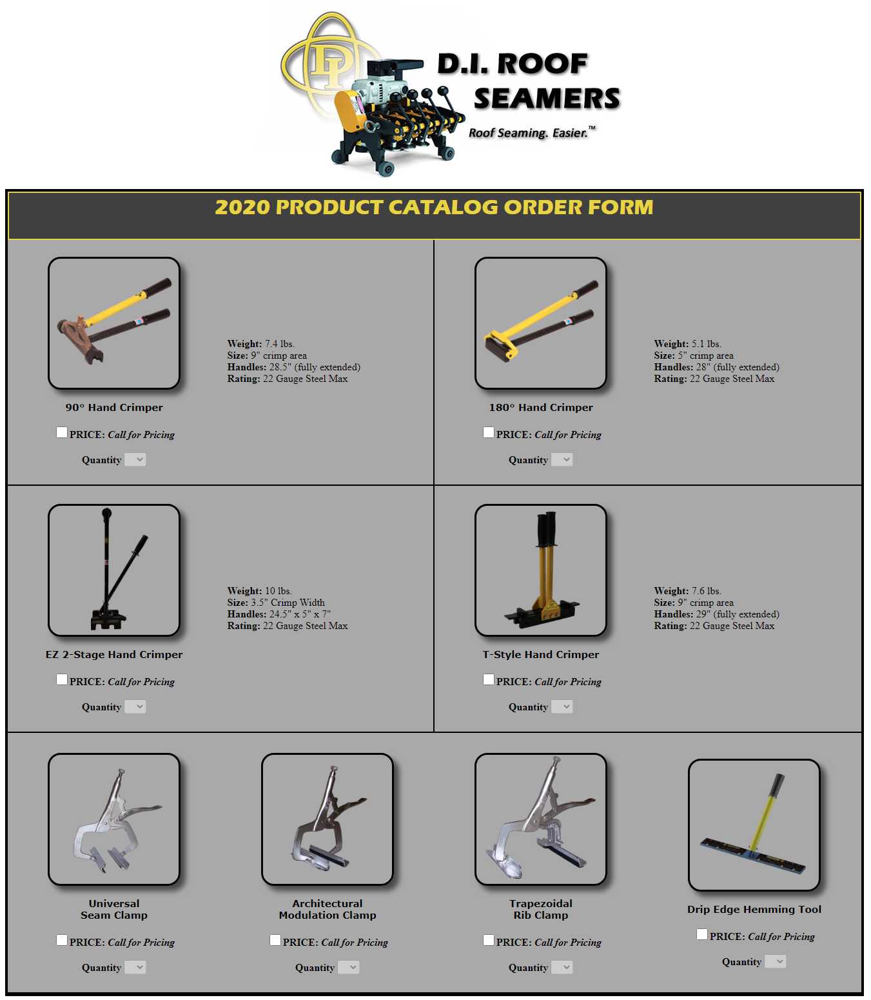 DI
D.I. ROOF
SEAMERS
Roof Seaming. Easier.™
2020 PRODUCT CATALOG ORDER FORM
90° Hand Crimper
PRICE: Call for Pricing
Quantity
Weight: 7.4 lbs.
Size: 9" crimp area
Handles: 28.5" (fully extended)
Rating: 22 Gauge Steel Max
180° Hand Crimper
PRICE: Call for Pricing
Quantity
Weight: 5.1 lbs.
Size: 5" crimp area
Handles: 28" (fully extended)
Rating: 22 Gauge Steel Max
EZ 2-Stage Hand Crimper
PRICE: Call for Pricing
Quantity
Weight: 10 lbs.
Size: 3.5" Crimp Width
Handles: 24.5" x 5" x 7"
Rating: 22 Gauge Steel Max
T-Style Hand Crimper
PRICE: Call for Pricing
Quantity
Weight: 7.6 lbs.
Size: 9" crimp area
Handles: 29" (fully extended)
Rating: 22 Gauge Steel Max
Universal
Seam Clamp
PRICE: Call for Pricing
Quantity
Architectural
Modulation Clamp
PRICE: Call for Pricing
Quantity
Trapezoidal
Rib Clamp
PRICE: Call for Pricing
Quantity
Drip Edge Hemming Tool
PRICE: Call for Pricing
Quantity